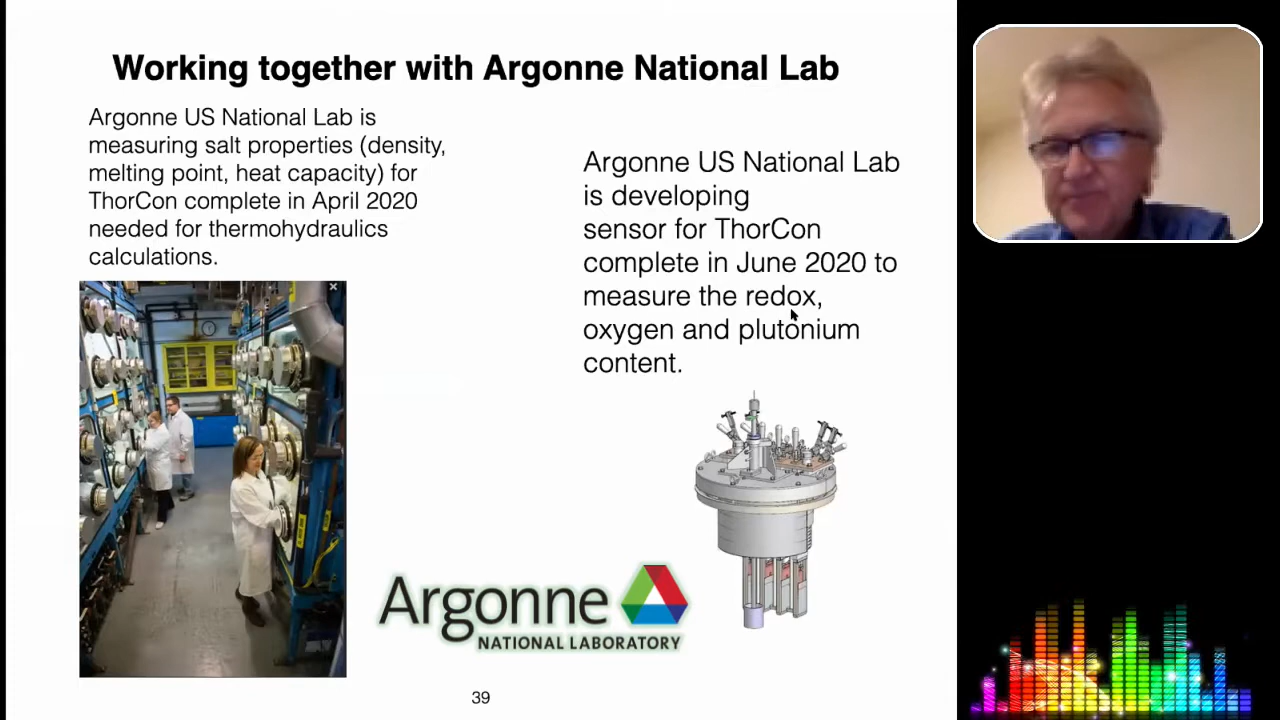 Working together with Argonne National Lab
Argonne US National Lab is
measuring salt properties (density,
melting point, heat capacity) for
ThorCon complete in April 2020
needed for thermohydraulics
calculations.
Argonne US National Lab
is developing
sensor for ThorCon
complete in June 2020 to
measure the redox,
oxygen and plutonium
content.
Argonne
NATIONAL LABORATORY
39